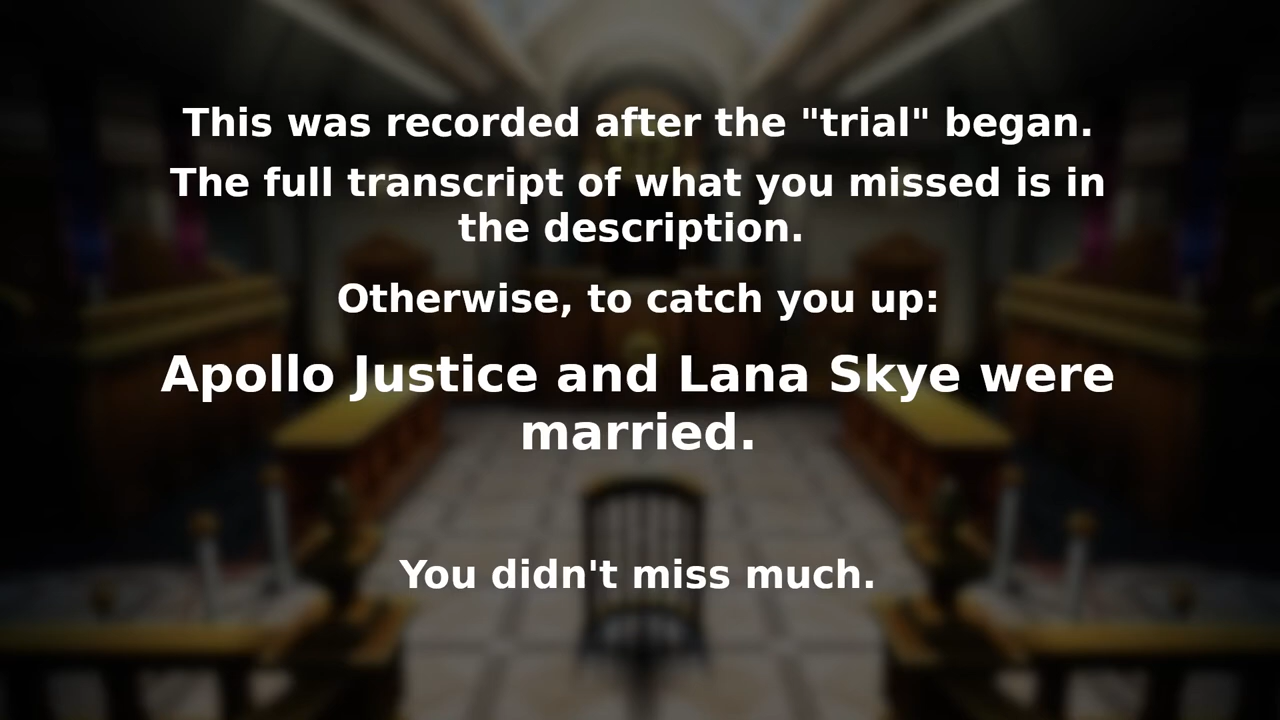 This was recorded after the "trial" began.
The full transcript of what you missed is in
the description.
Otherwise, to catch you up:
Apollo Justice and Lana Skye were
married.
You didn't miss much.